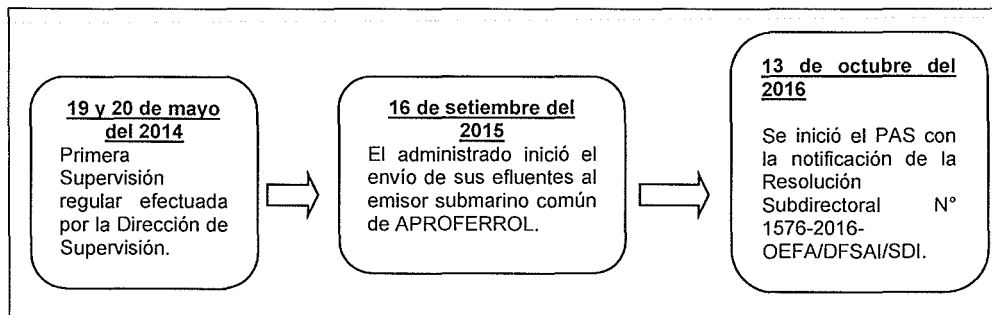 19 y 20 de mayo
del 2014
Primera
Supervisión
regular efectuada
por la Dirección de
Supervisión.
16 de setiembre del
2015
El administrado inició el
envío de sus efluentes al
emisor submarino común
de APROFERROL.
13 de octubre del
2016
Se inició el PAS con
la notificación de la
Resolución
Subdirectoral N°
1576-2016-
OEFA/DFSAI/SDI.